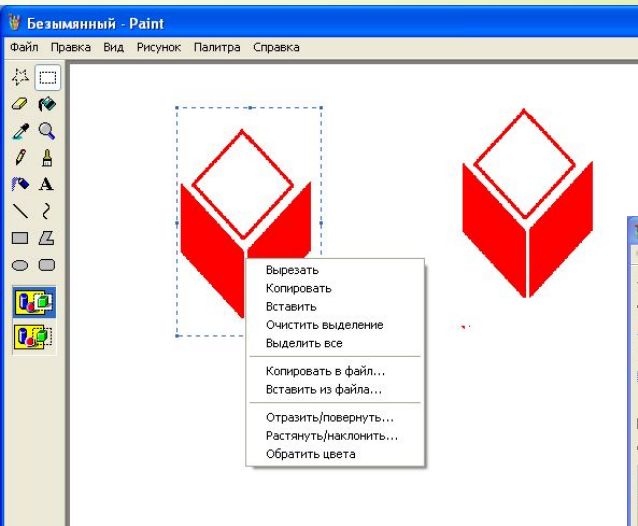 Безымянный - Paint
Файл Правка Вид Рисунок Палитра Справка
A
Вырезать
Копировать
Вставить
Очистить выделение
Выделить все
Копировать в файл...
Вставить из файла...
Отразить/повернуть...
Растянуть/наклонить...
Обратить цвета